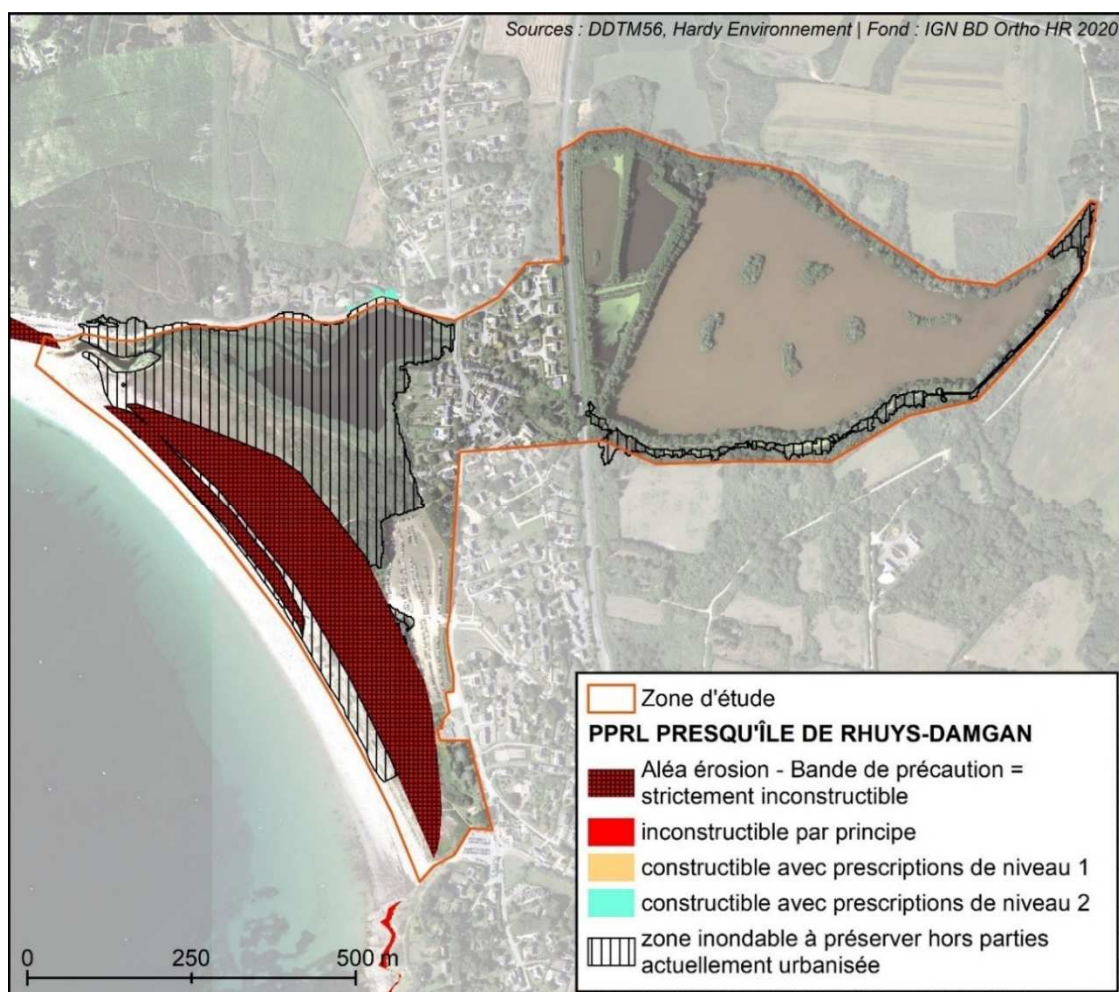 Sources : DDTM56, Hardy Environnement | Fond : IGN BD Ortho HR 2020
Zone d'étude
PPRL PRESQU'ÎLE DE RHUYS-DAMGAN
Aléa érosion - Bande de précaution =
strictement inconstructible
inconstructible par principe
constructible avec prescriptions de niveau 1
constructible avec prescriptions de niveau 2
zone inondable à préserver hors parties
actuellement urbanisée
0 250 500 m